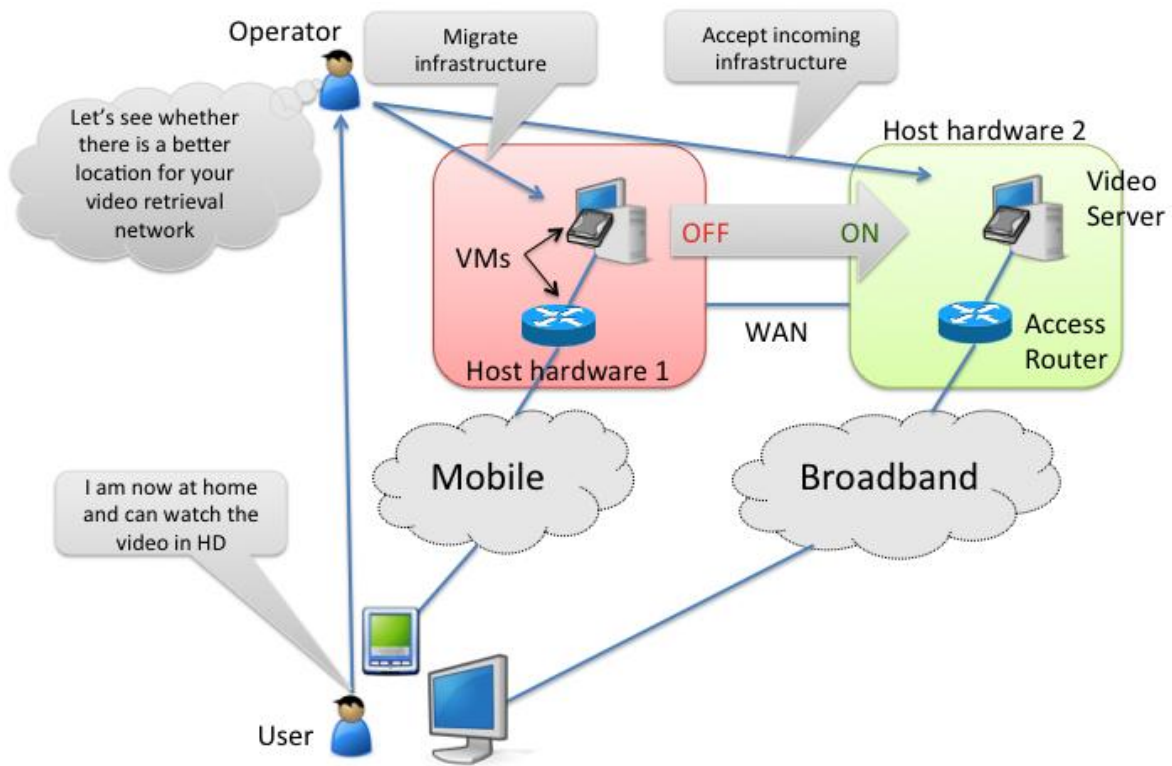 Operator
Migrate
infrastructure
Accept incoming
infrastructure
Let's see whether
there is a better
location for your
video retrieval
network
Host hardware 2
Video
Server
OFF
ON
VMs
WAN
Access
Router
Host hardware 1
Mobile
Broadband
I am now at home
and can watch the
video in HD
User